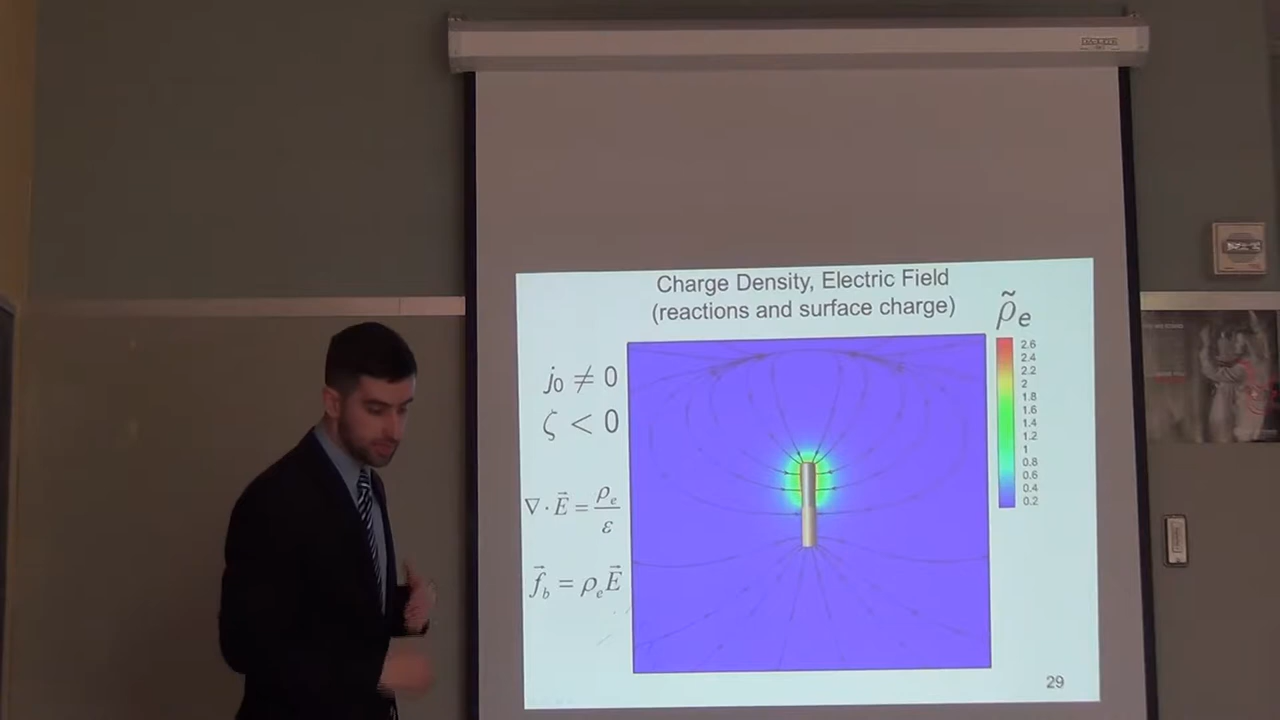 Charge Density, Electric Field
(reactions and surface charge)
ρ̃ₑ
j₀ ≠ 0
ζ < 0
∇ · E⃗ = ρₑ / ε
f⃗_b = ρₑE⃗
2.6
2.4
2.2
2
1.8
1.6
1.4
1.2
1
0.8
0.6
0.4
0.2
29